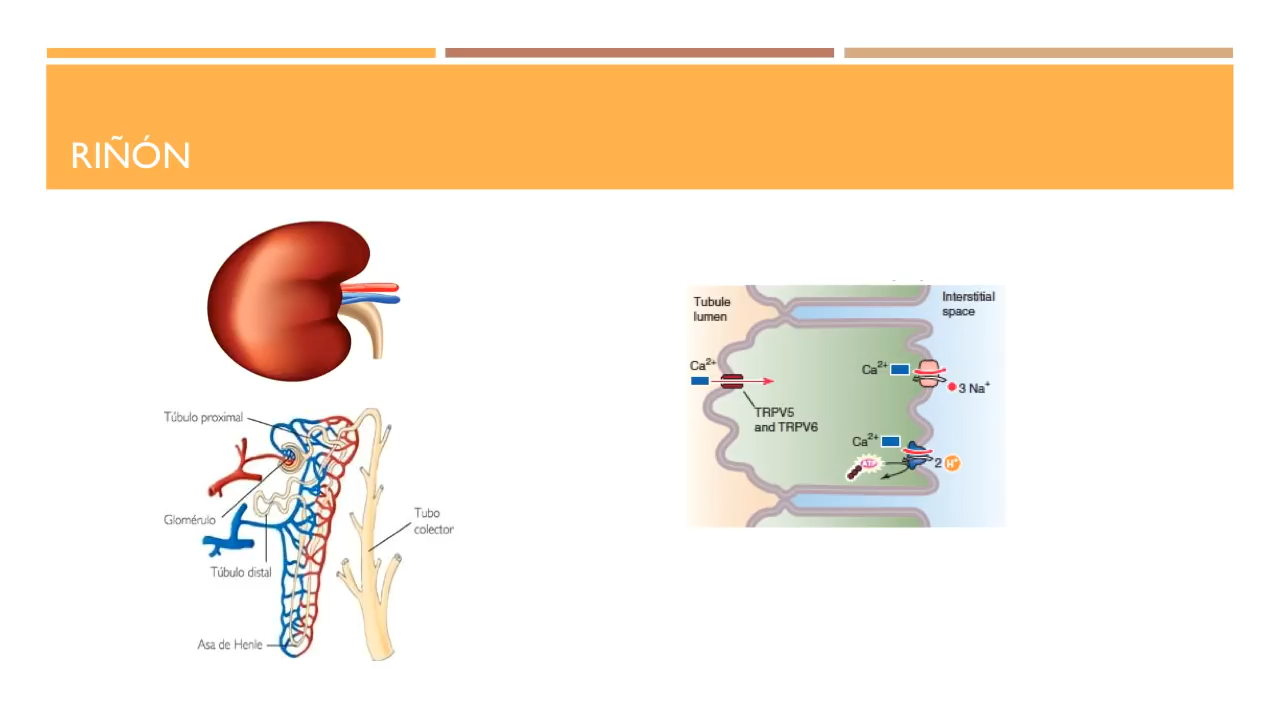 RIÑÓN
Túbulo proximal
Glomérulo
Túbulo distal
Asa de Henle
Tubo
colector
Tubule
lumen
Interstitial
space
Ca²⁺
TRPV5
and TRPV6
Ca²⁺
3 Na⁺
Ca²⁺
ATP
2 H⁺